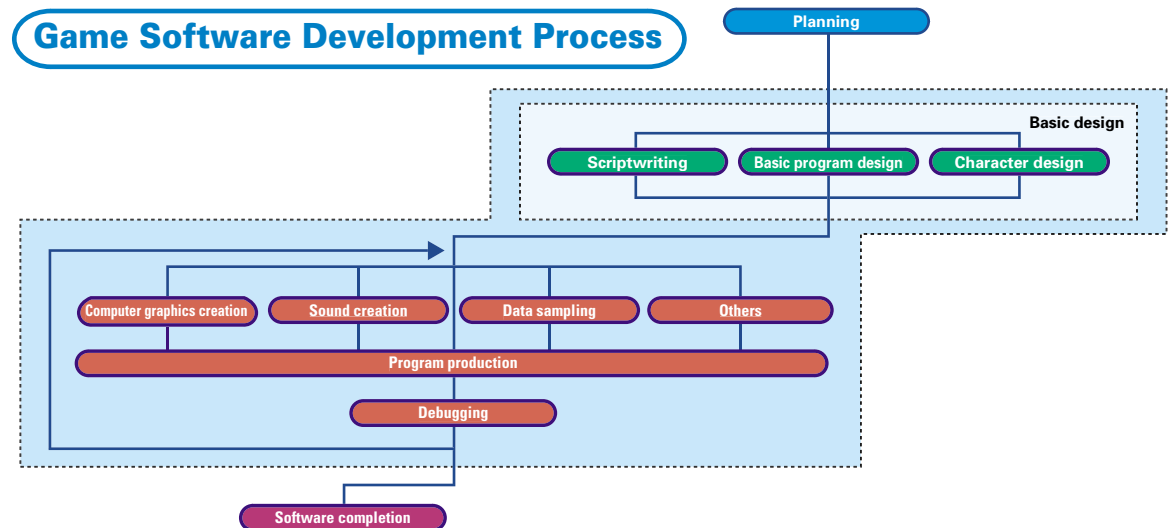 Game Software Development Process
Planning
Basic design
Scriptwriting
Basic program design
Character design
Computer graphics creation
Sound creation
Data sampling
Others
Program production
Debugging
Software completion